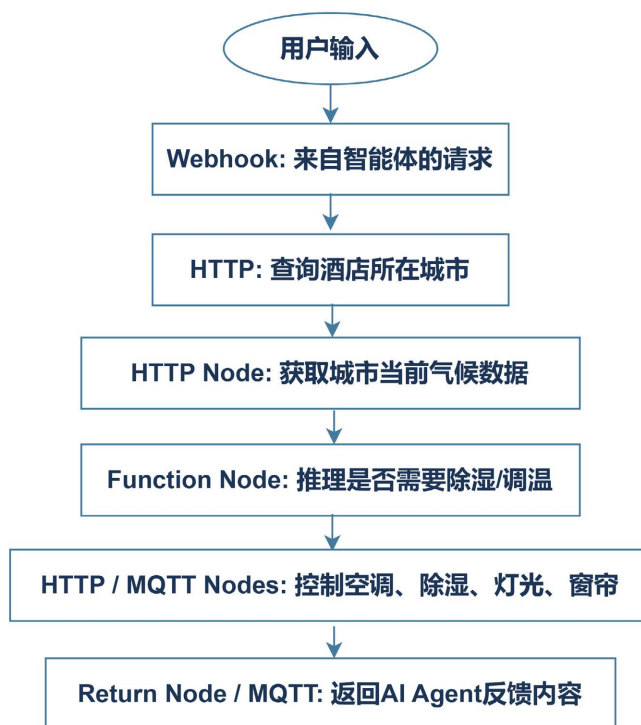 用户输入
Webhook: 来自智能体的请求
HTTP: 查询酒店所在城市
HTTP Node: 获取城市当前气候数据
Function Node: 推理是否需要除湿/调温
HTTP / MQTT Nodes: 控制空调、除湿、灯光、窗帘
Return Node / MQTT: 返回AI Agent反馈内容